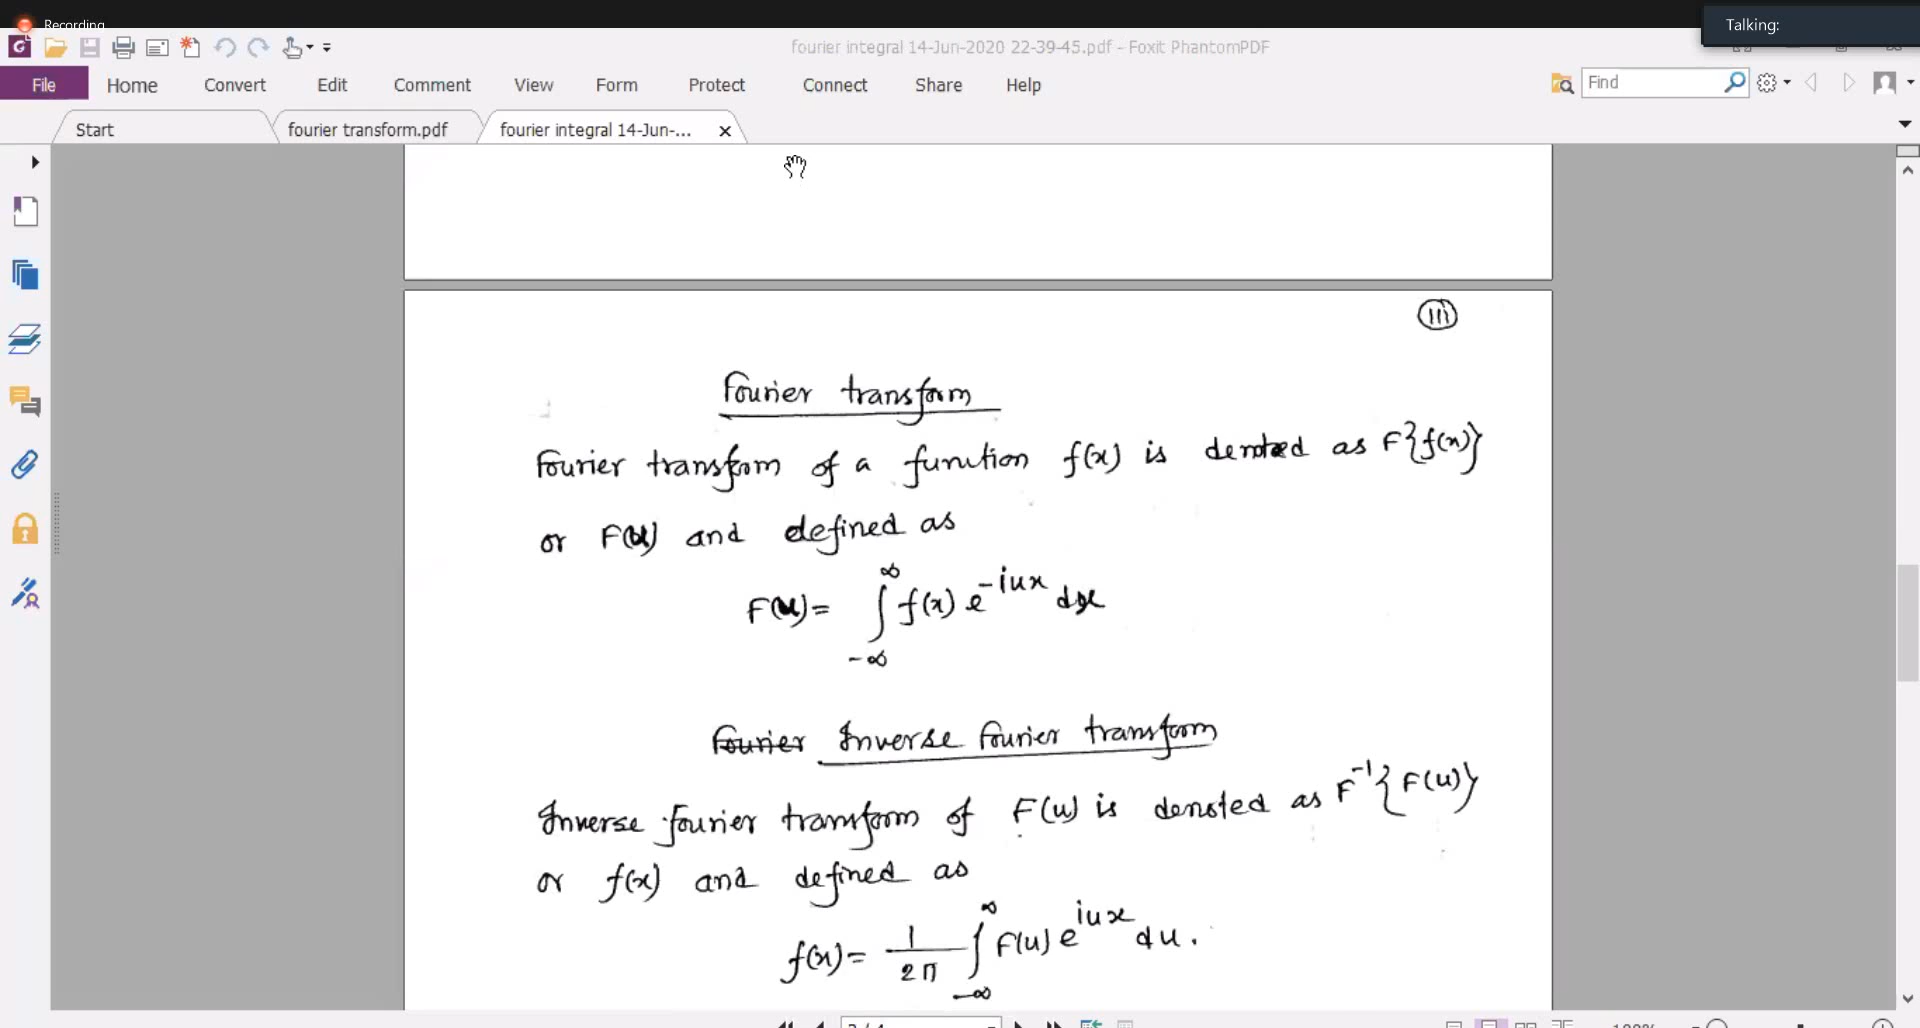 Recording
Talking:
fourier integral 14-Jun-2020 22-39-45.pdf - Foxit PhantomPDF
File Home Convert Edit Comment View Form Protect Connect Share Help Find
Start fourier transform.pdf fourier integral 14-Jun-...
(iii)
Fourier transform
Fourier transform of a function f(x) is denoted as F{f(x)}
or F(u) and defined as
F(u) = ∫_{-∞}^{∞} f(x) e^{-iux} dx
Fourier Inverse Fourier transform
Inverse Fourier transform of F(u) is denoted as F^{-1}{F(u)}
or f(x) and defined as
f(x) = \frac{1}{2π} ∫_{-∞}^{∞} F(u) e^{iux} du.